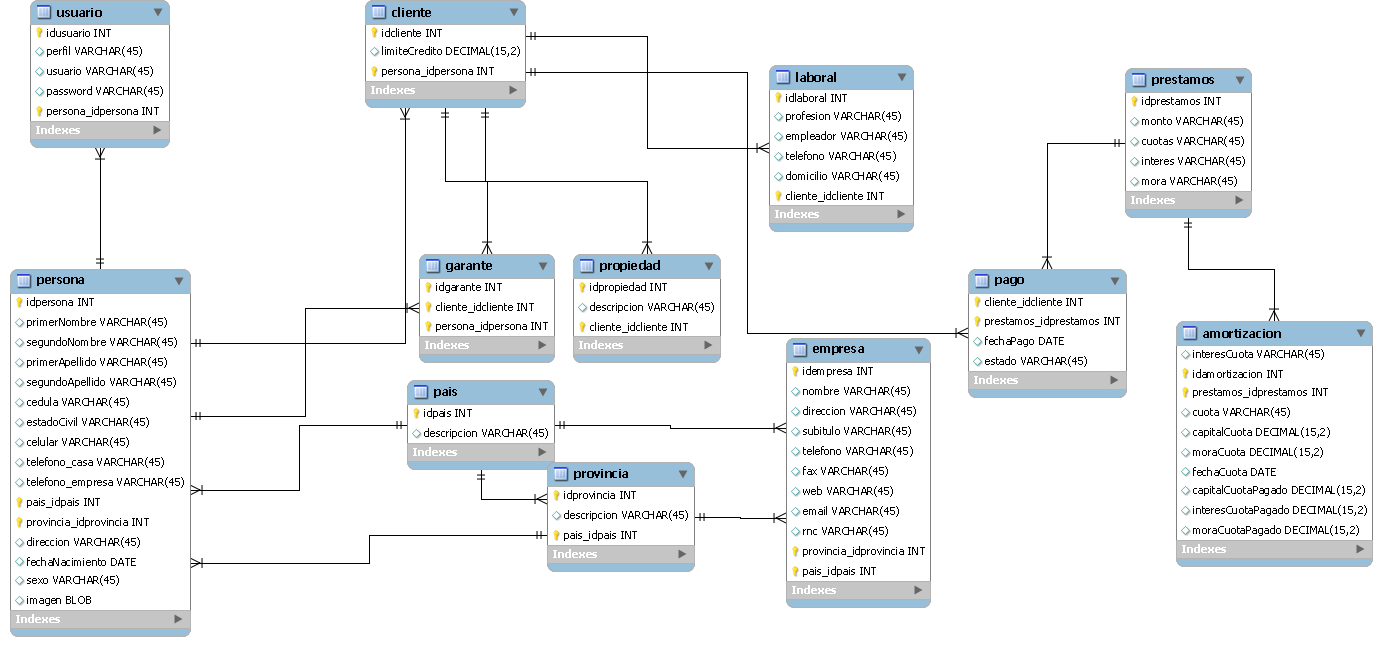 usuario
idusuario INT
perfil VARCHAR(45)
usuario VARCHAR(45)
password VARCHAR(45)
persona_idpersona INT
Indexes
cliente
idcliente INT
limiteCredito DECIMAL(15,2)
persona_idpersona INT
Indexes
laboral
idlaboral INT
profesion VARCHAR(45)
empleador VARCHAR(45)
telefono VARCHAR(45)
domicilio VARCHAR(45)
cliente_idcliente INT
Indexes
prestamos
idprestamos INT
monto VARCHAR(45)
cuotas VARCHAR(45)
interes VARCHAR(45)
mora VARCHAR(45)
Indexes
persona
idpersona INT
primerNombre VARCHAR(45)
segundoNombre VARCHAR(45)
primerApellido VARCHAR(45)
segundoApellido VARCHAR(45)
cedula VARCHAR(45)
estadoCivil VARCHAR(45)
celular VARCHAR(45)
telefono_casa VARCHAR(45)
telefono_empresa VARCHAR(45)
pais_idpais INT
provincia_idprovincia INT
direccion VARCHAR(45)
fechaNacimiento DATE
sexo VARCHAR(45)
imagen BLOB
Indexes
garante
idgarante INT
cliente_idcliente INT
persona_idpersona INT
Indexes
propiedad
idpropiedad INT
descripcion VARCHAR(45)
cliente_idcliente INT
Indexes
pago
cliente_idcliente INT
prestamos_idprestamos INT
fechaPago DATE
estado VARCHAR(45)
Indexes
pais
idpais INT
descripcion VARCHAR(45)
Indexes
provincia
idprovincia INT
descripcion VARCHAR(45)
pais_idpais INT
Indexes
empresa
idempresa INT
nombre VARCHAR(45)
direccion VARCHAR(45)
subitulo VARCHAR(45)
telefono VARCHAR(45)
fax VARCHAR(45)
web VARCHAR(45)
email VARCHAR(45)
rnc VARCHAR(45)
provincia_idprovincia INT
pais_idpais INT
Indexes
amortizacion
interesCuota VARCHAR(45)
idamortizacion INT
prestamos_idprestamos INT
cuota VARCHAR(45)
capitalCuota DECIMAL(15,2)
moraCuota DECIMAL(15,2)
fechaCuota DATE
capitalCuotaPagado DECIMAL(15,2)
interesCuotaPagado DECIMAL(15,2)
moraCuotaPagado DECIMAL(15,2)
Indexes